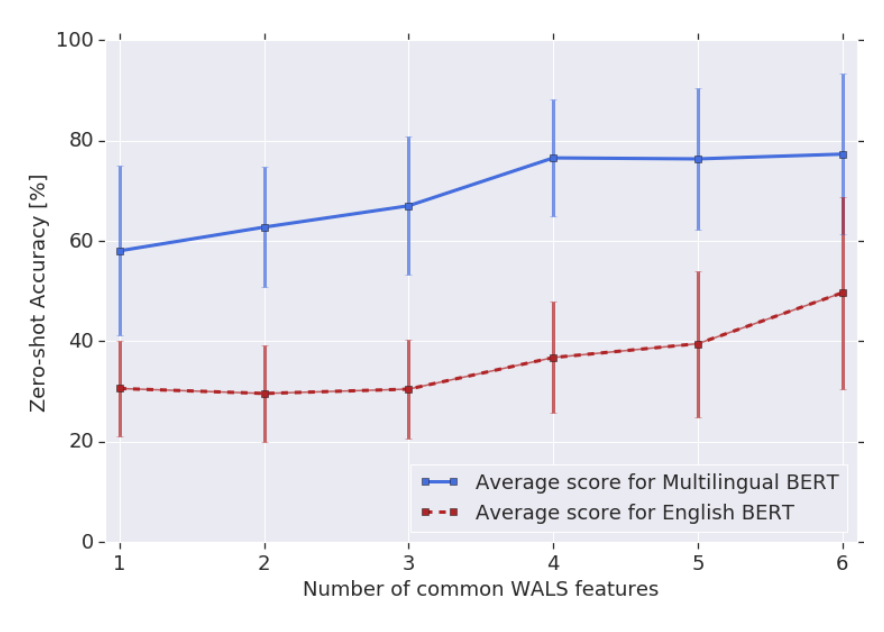 100
80
60
40
20
0
Zero-shot Accuracy [%]
Average score for Multilingual BERT
Average score for English BERT
1 2 3 4 5 6
Number of common WALS features